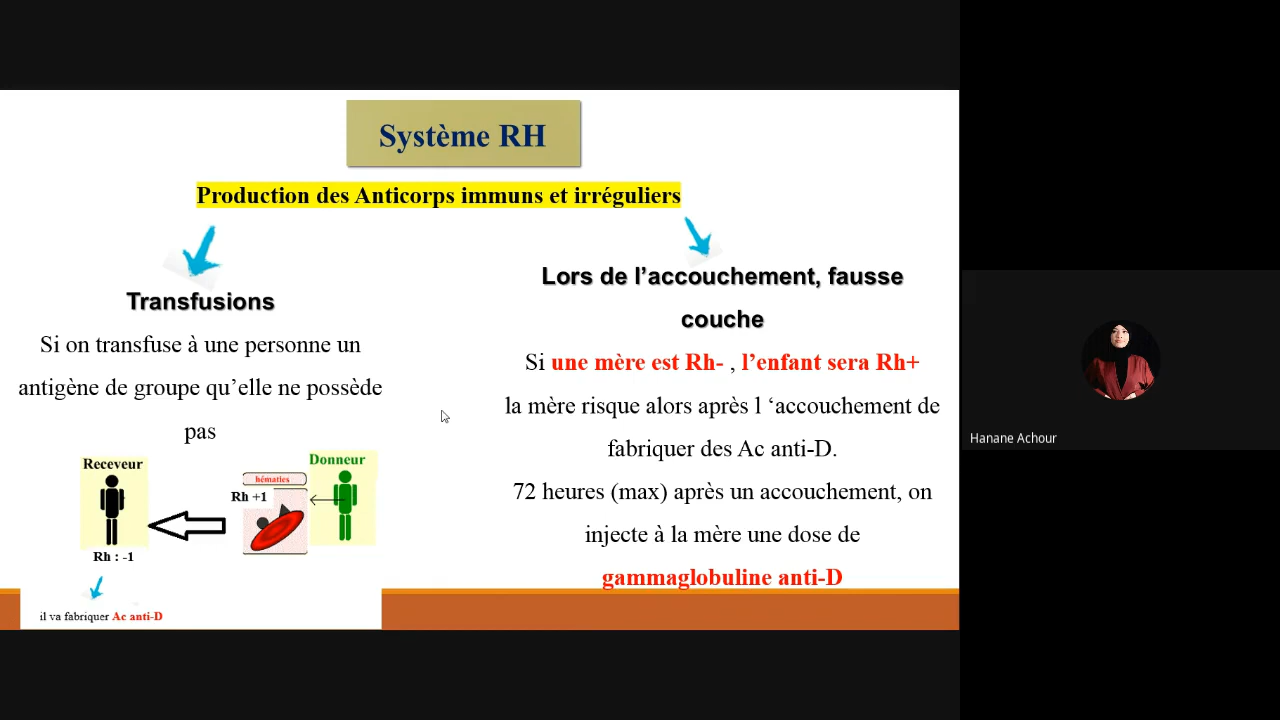 Système RH
Production des Anticorps immuns et irréguliers
Transfusions
Si on transfuse à une personne un
antigène de groupe qu’elle ne possède
pas
Receveur
Rh : -1
Donneur
hématies
Rh +1
il va fabriquer Ac anti-D
Lors de l’accouchement, fausse
couche
Si une mère est Rh- , l’enfant sera Rh+
la mère risque alors après l ‘accouchement de
fabriquer des Ac anti-D.
72 heures (max) après un accouchement, on
injecte à la mère une dose de
gammaglobuline anti-D
Hanane Achour